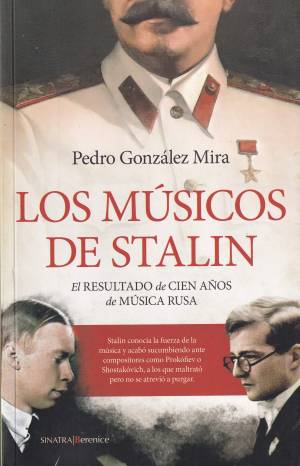 Pedro González Mira
LOS MÚSICOS
DE STALIN
El RESULTADO de CIEN AÑOS
de MÚSICA RUSA
Stalin conocía la fuerza de la
música y acabó sucumbiendo ante
compositores como Prokófiev o
Shostakóvich, a los que maltrató
pero no se atrevió a purgar.
SINATRA|Berenice